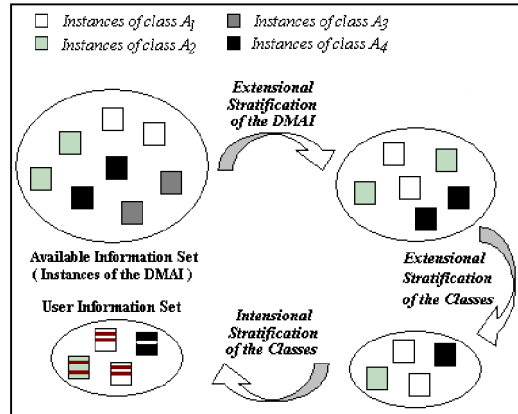 Instances of class A1
Instances of class A3
Instances of class A2
Instances of class A4
Extensional
Stratification
of the DMAI
Available Information Set
( Instances of the DMAI )
Extensional
Stratification
of the Classes
User Information Set
Intensional
Stratification
of the Classes